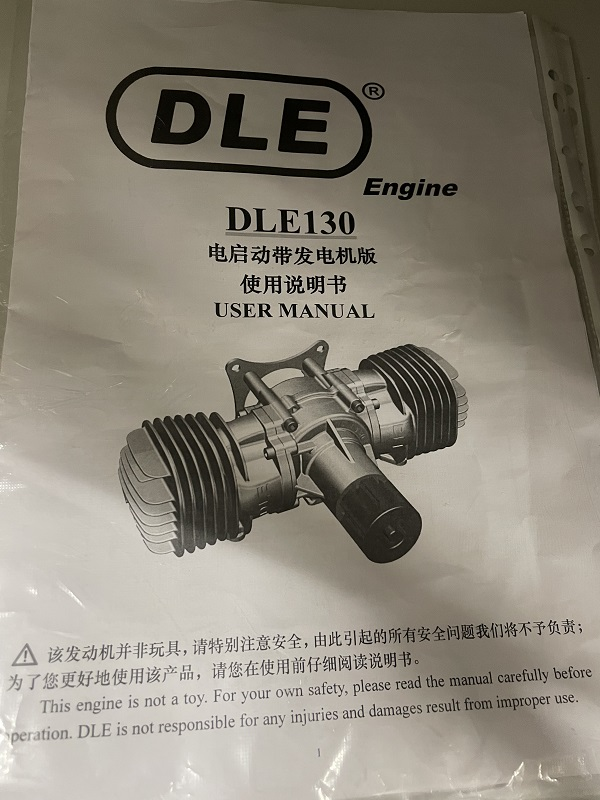 DLE®
Engine
DLE130
电启动带发电机版
使用说明书
USER MANUAL
该发动机并非玩具，请特别注意安全，由此引起的所有安全问题我们将不予负责；
为了您更好地使用该产品，请您在使用前仔细阅读说明书。
This engine is not a toy. For your own safety, please read the manual carefully before
operation. DLE is not responsible for any injuries and damages result from improper use.
1